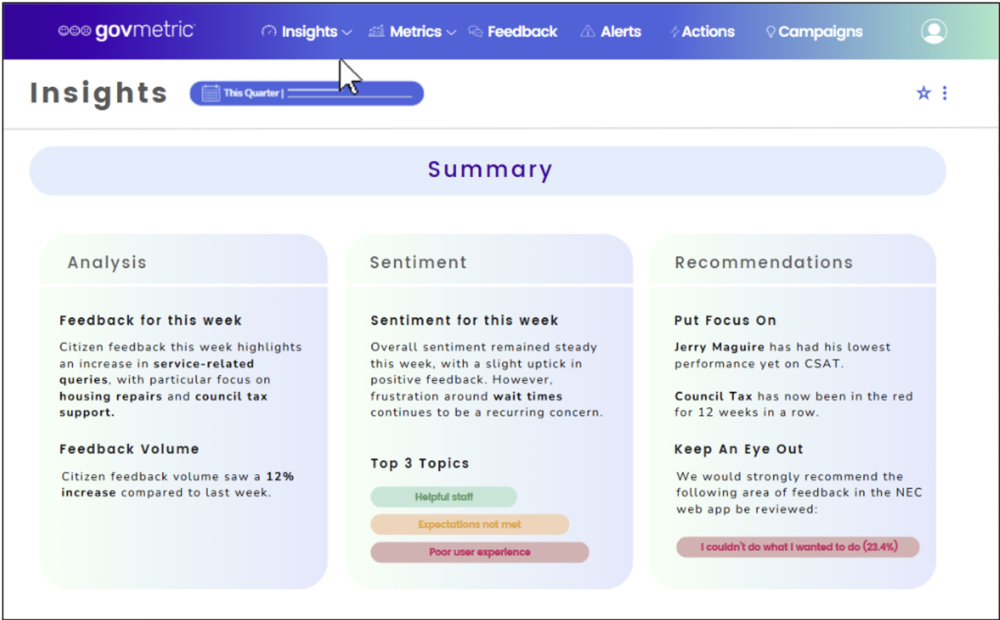 govmetric
Insights
Metrics
Feedback
Alerts
Actions
Campaigns
Insights
This Quarter |
Summary
Analysis
Feedback for this week
Citizen feedback this week highlights
an increase in service-related
queries, with particular focus on
housing repairs and council tax
support.
Feedback Volume
Citizen feedback volume saw a 12%
increase compared to last week.
Sentiment
Sentiment for this week
Overall sentiment remained steady
this week, with a slight uptick in
positive feedback. However,
frustration around wait times
continues to be a recurring concern.
Top 3 Topics
Helpful staff
Expectations not met
Poor user experience
Recommendations
Put Focus On
Jerry Maguire has had his lowest
performance yet on CSAT.
Council Tax has now been in the red
for 12 weeks in a row.
Keep An Eye Out
We would strongly recommend the
following area of feedback in the NEC
web app be reviewed:
I couldn't do what I wanted to do (23.4%)